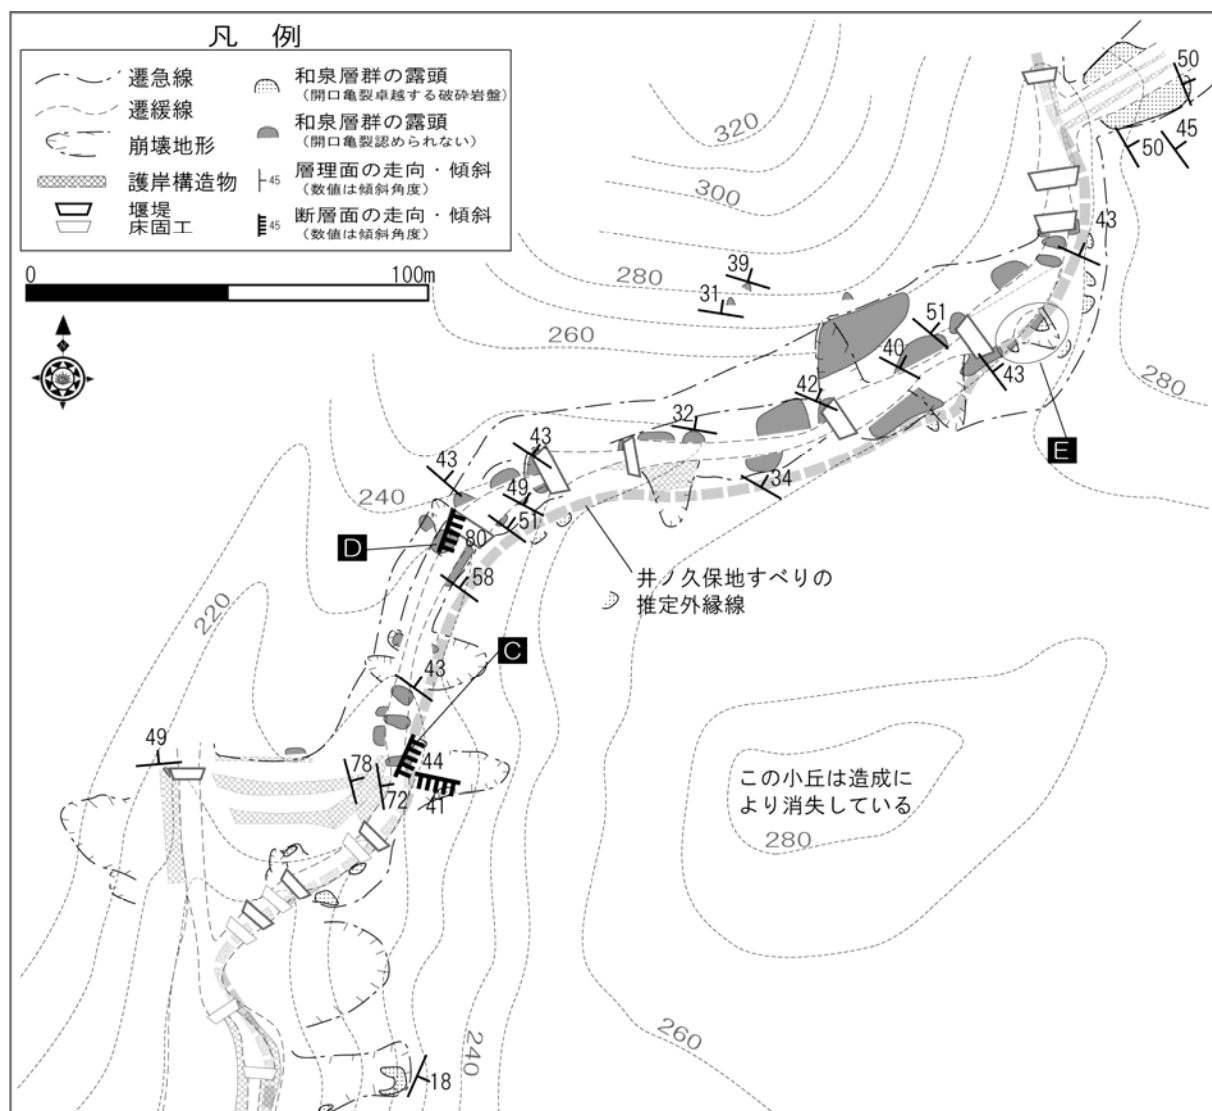 凡 例
遷急線
遷緩線
崩壊地形
護岸構造物
堰堤
床固工
和泉層群の露頭
（開口亀裂卓越する破砕岩盤）
和泉層群の露頭
（開口亀裂認められない）
45
層理面の走向・傾斜
（数値は傾斜角度）
45
断層面の走向・傾斜
（数値は傾斜角度）
0 100m
320
300
280
260
240
220
50
50
45
43
39
31
51
40
43
42
32
34
43
43
49
51
80
58
43
49
78
72
44
41
18
280
E
D
C
井ノ久保地すべりの
推定外縁線
この小丘は造成に
より消失している
280
260
240